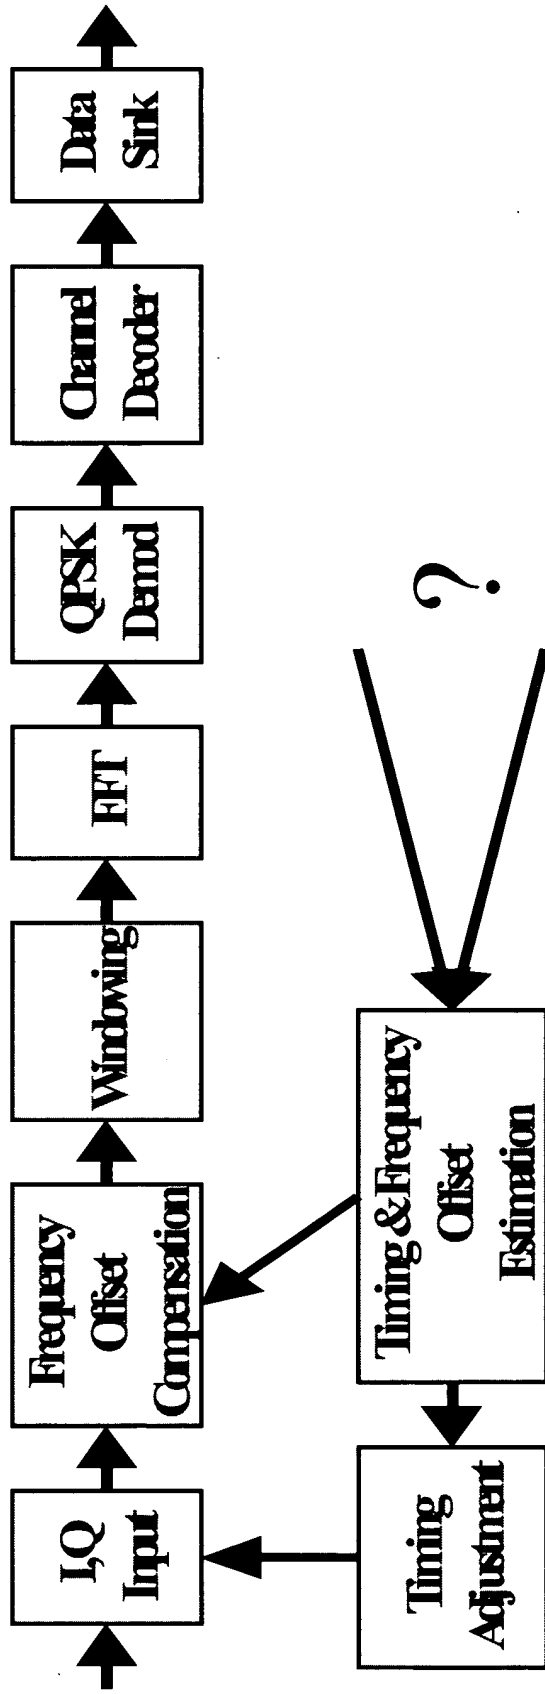 I,Q
Input
Frequency
Offset
Compensation
Windowing
FFT
QPSK
Demod
Channel
Decoder
Data
Sink
Timing
Adjustment
Timing & Frequency
Offset
Estimation
?